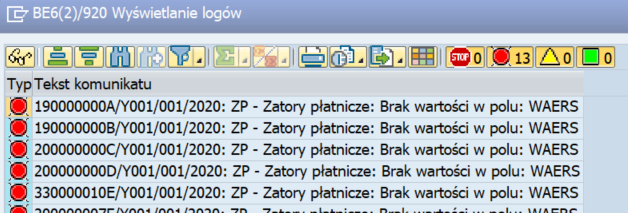 BE6(2)/920 Wyświetlanie logów
STOP 0 13 0 0
Typ Tekst komunikatu
190000000A/Y001/001/2020: ZP - Zatory płatnicze: Brak wartości w polu: WAERS
190000000B/Y001/001/2020: ZP - Zatory płatnicze: Brak wartości w polu: WAERS
200000000C/Y001/001/2020: ZP - Zatory płatnicze: Brak wartości w polu: WAERS
200000000D/Y001/001/2020: ZP - Zatory płatnicze: Brak wartości w polu: WAERS
330000010E/Y001/001/2020: ZP - Zatory płatnicze: Brak wartości w polu: WAERS